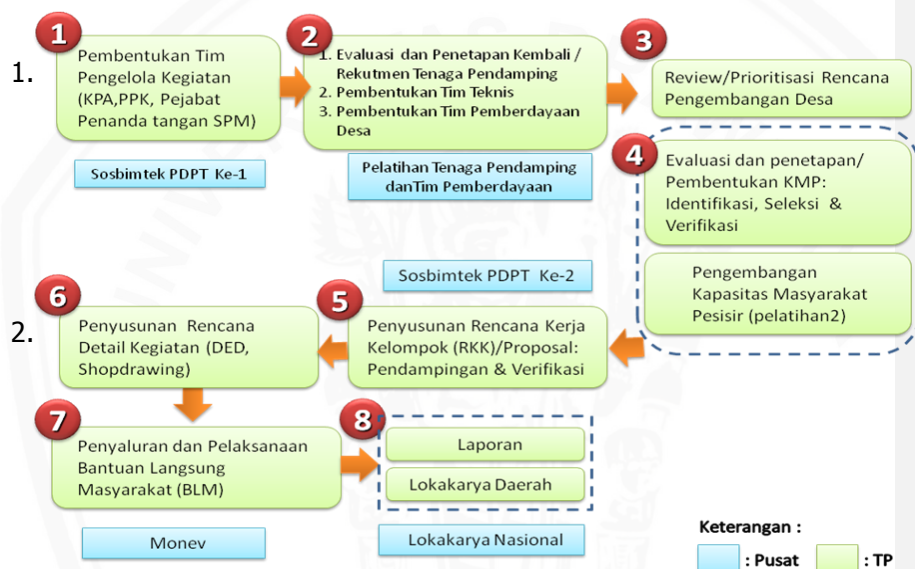 1.
1
Pembentukan Tim
Pengelola Kegiatan
(KPA,PPK, Pejabat
Penanda tangan SPM)
Sosbimtek PDPT Ke-1
2
1. Evaluasi dan Penetapan Kembali /
Rekutmen Tenaga Pendamping
2. Pembentukan Tim Teknis
3. Pembentukan Tim Pemberdayaan
Desa
Pelatihan Tenaga Pendamping
danTim Pemberdayaan
3
Review/Prioritisasi Rencana
Pengembangan Desa
4
Evaluasi dan penetapan/
Pembentukan KMP:
Identifikasi, Seleksi &
Verifikasi
Pengembangan
Kapasitas Masyarakat
Pesisir (pelatihan2)
Sosbimtek PDPT Ke-2
2.
5
Penyusunan Rencana Kerja
Kelompok (RKK)/Proposal:
Pendampingan & Verifikasi
6
Penyusunan Rencana
Detail Kegiatan (DED,
Shopdrawing)
7
Penyaluran dan Pelaksanaan
Bantuan Langsung
Masyarakat (BLM)
Monev
8
Laporan
Lokakarya Daerah
Lokakarya Nasional
Keterangan :
: Pusat
: TP